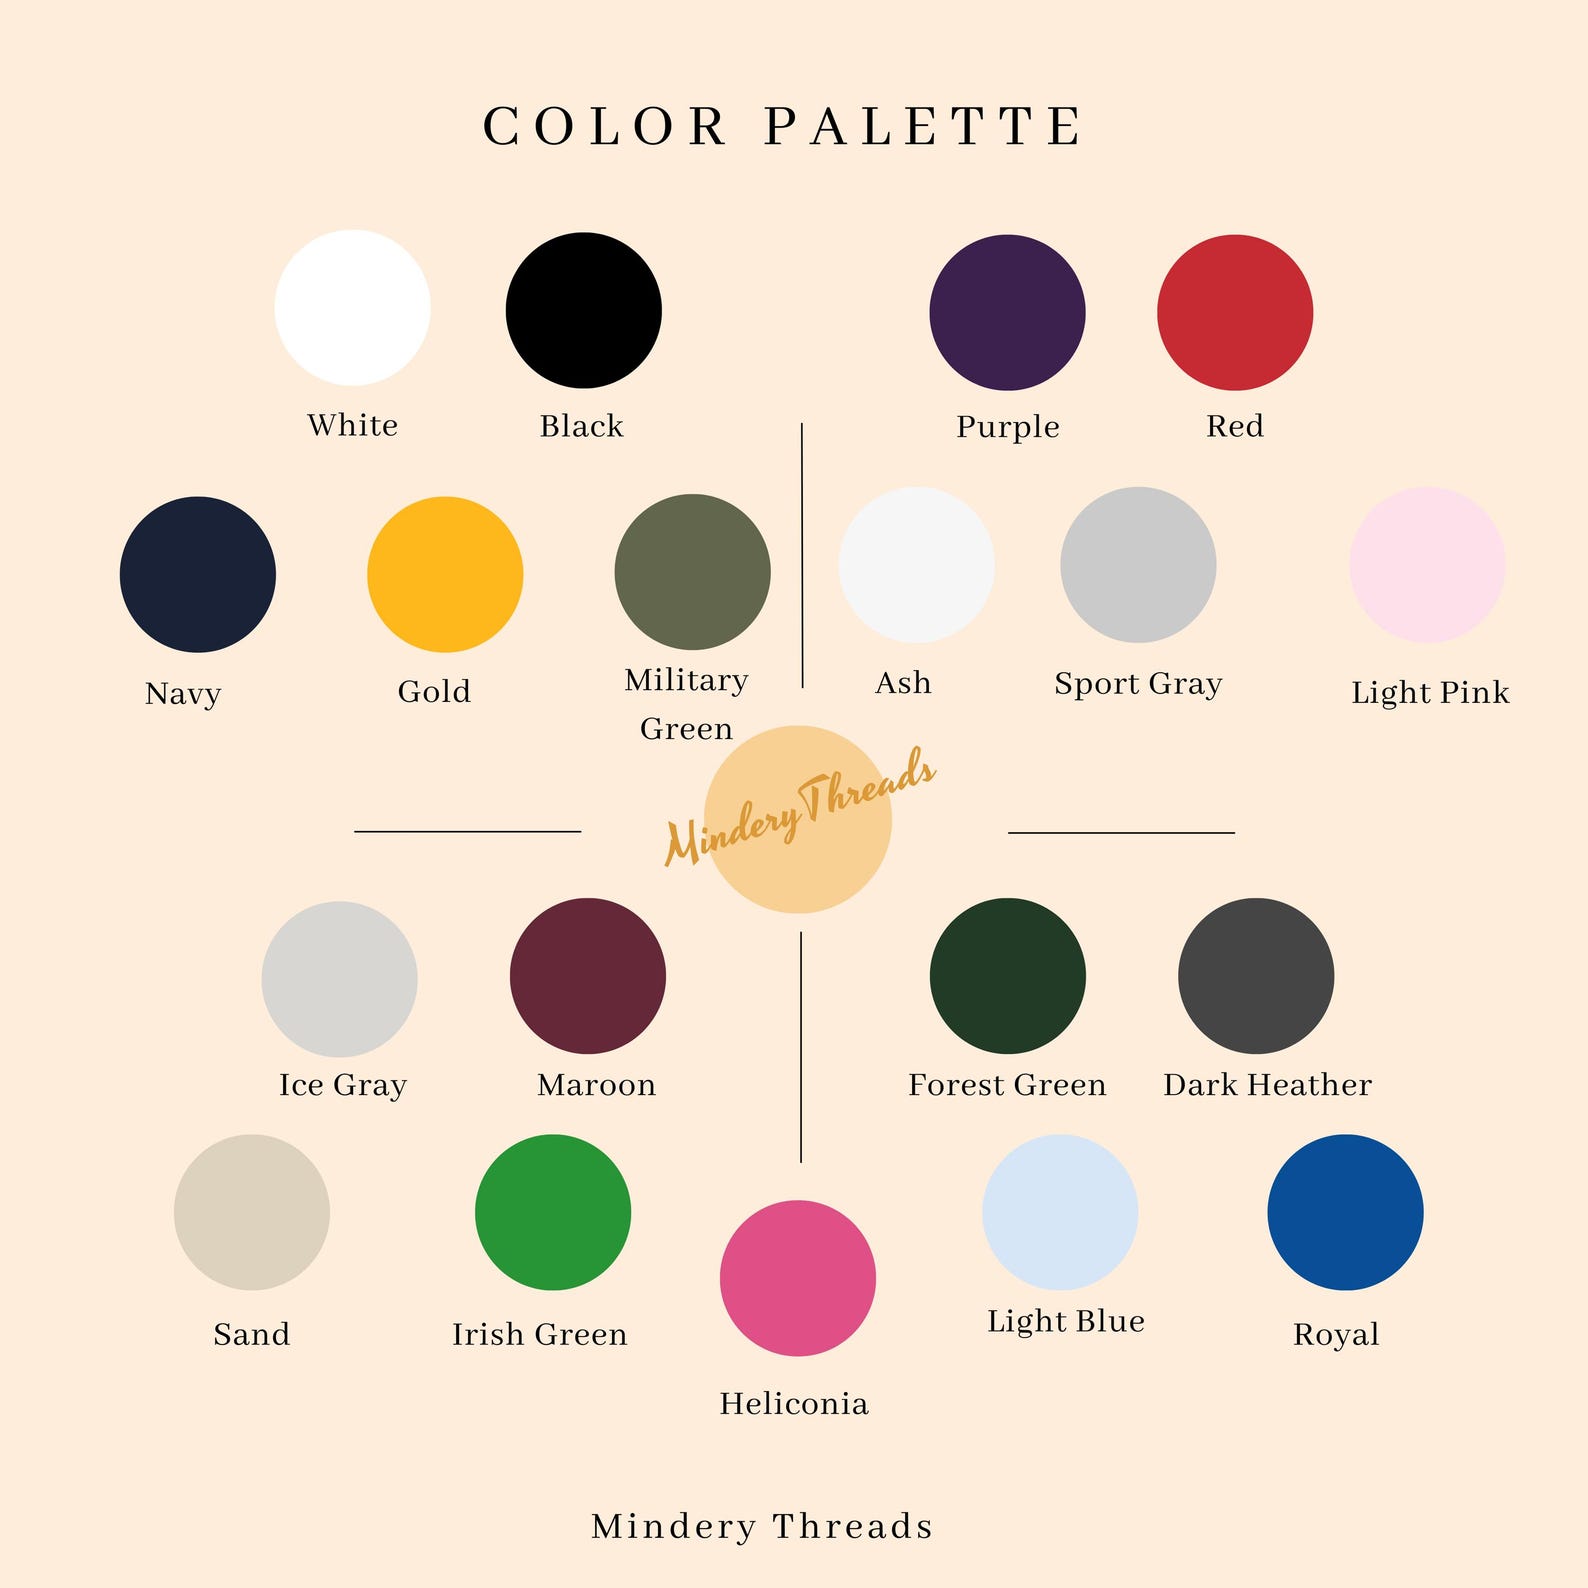 COLOR PALETTE
White
Black
Purple
Red
Navy
Gold
Military
Green
Ash
Sport Gray
Light Pink
MinderyThreads
Ice Gray
Maroon
Forest Green
Dark Heather
Sand
Irish Green
Heliconia
Light Blue
Royal
Mindery Threads